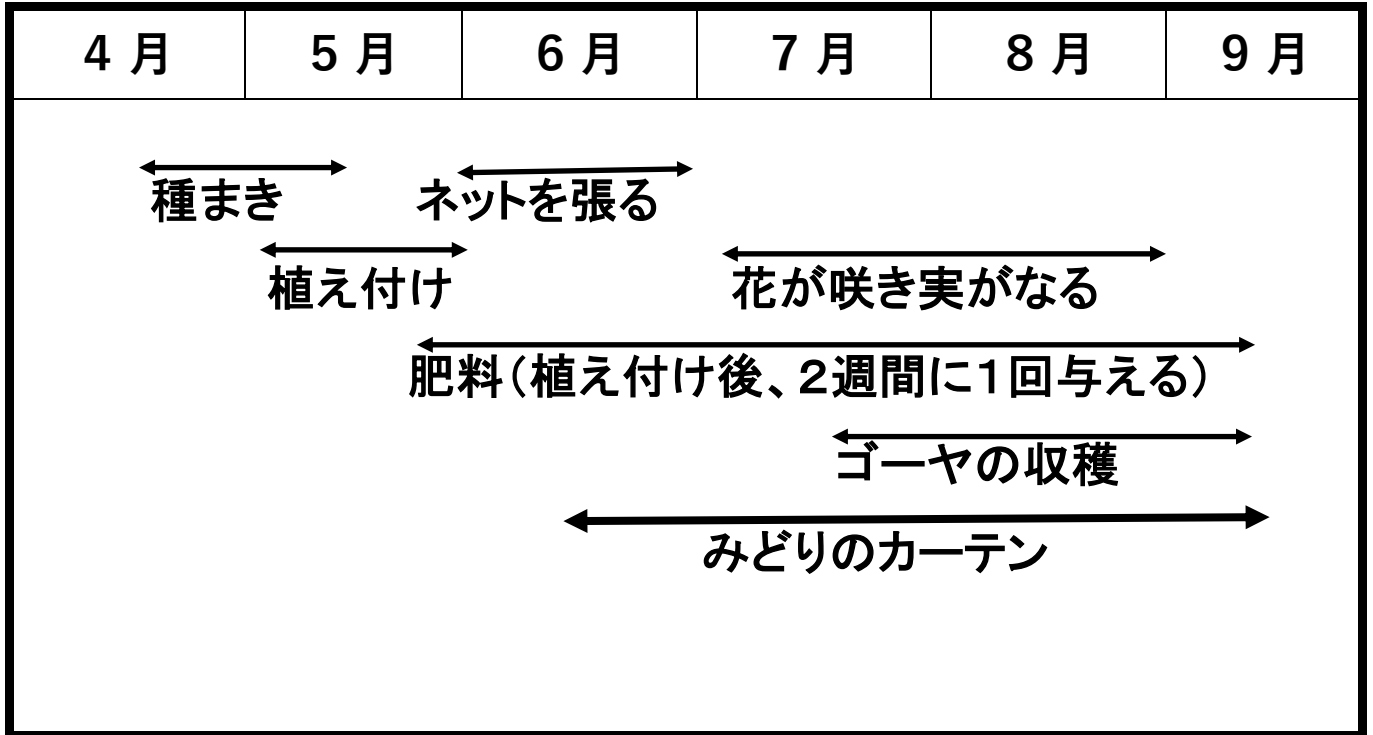 4月 5月 6月 7月 8月 9月
種まき ネットを張る
植え付け 花が咲き実がなる
肥料（植え付け後、２週間に１回与える）
ゴーヤの収穫
みどりのカーテン